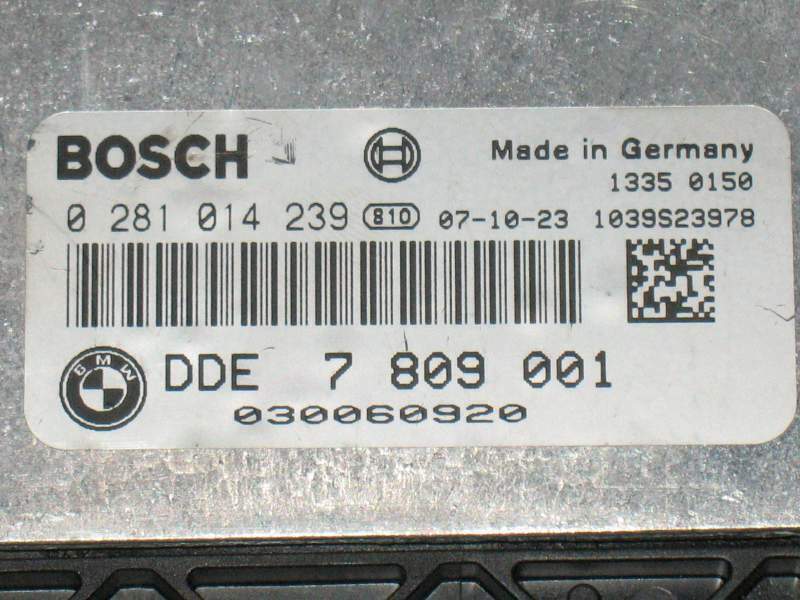 BOSCH
Made in Germany
1335 0150
0 281 014 239 810 07-10-23 1039S23978
BMW
DDE 7 809 001
030060920